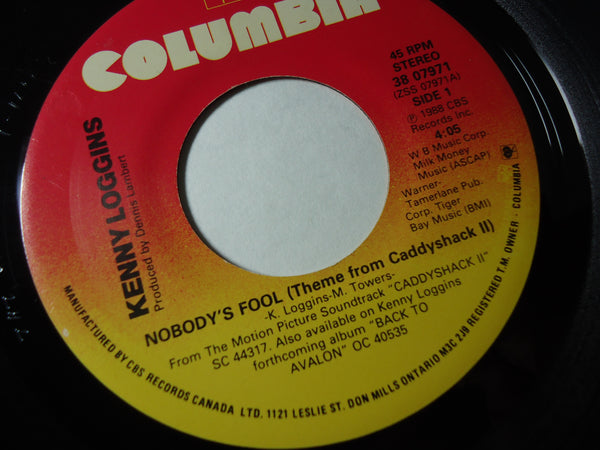 COLUMBIA
45 RPM
STEREO
38 07971
(ZSS 07971A)
SIDE 1
℗ 1988 CBS
Records Inc.
4:05
W B Music Corp.
Milk Money
Music (ASCAP)
Warner-
Tamerlane Pub.
Corp. Tiger
Bay Music (BMI)
KENNY LOGGINS
Produced by Dennis Lambert
NOBODY'S FOOL (Theme from Caddyshack II)
-K. Loggins-M. Towers-
From The Motion Picture Soundtrack "CADDYSHACK II"
SC 44317. Also available on Kenny Loggins
forthcoming album "BACK TO
AVALON" OC 40535
MANUFACTURED BY CBS RECORDS CANADA LTD. 1121 LESLIE ST. DON MILLS ONTARIO M3C 2J9 REGISTERED T.M. OWNER - COLUMBIA